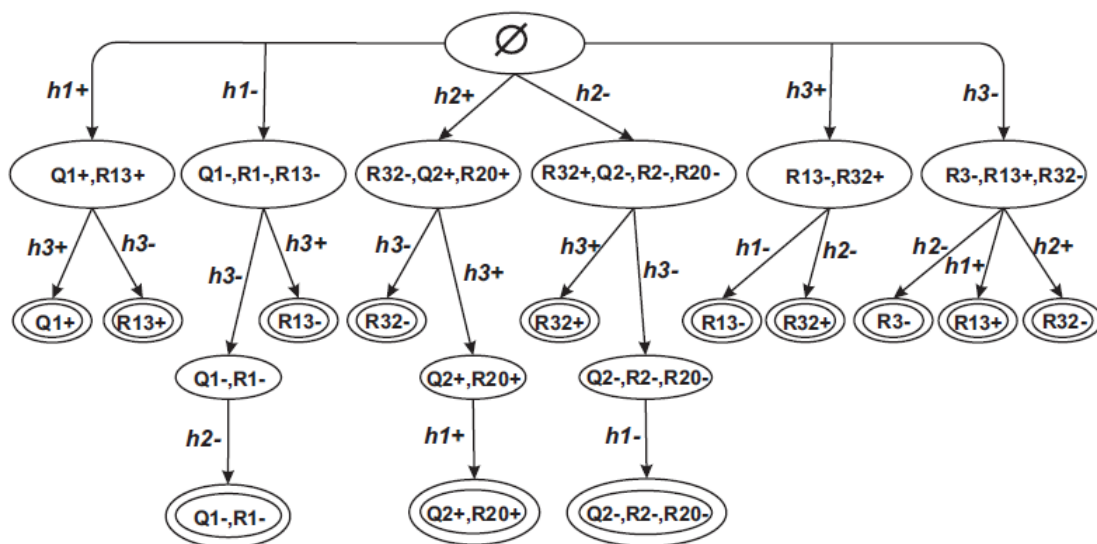 Ø
h1+ h1- h2+ h2- h3+ h3-
Q1+,R13+ Q1-,R1-,R13- R32-,Q2+,R20+ R32+,Q2-,R2-,R20- R13-,R32+ R3-,R13+,R32-
h3+ h3- h3- h3+ h3- h3+ h3+ h3- h1- h2- h2- h1+ h2+
Q1+ R13+ R13- R32- R32+ R13- R32+ R3- R13+ R32-
Q1-,R1- Q2+,R20+ Q2-,R2-,R20-
h2- h1+ h1-
Q1-,R1- Q2+,R20+ Q2-,R2-,R20-